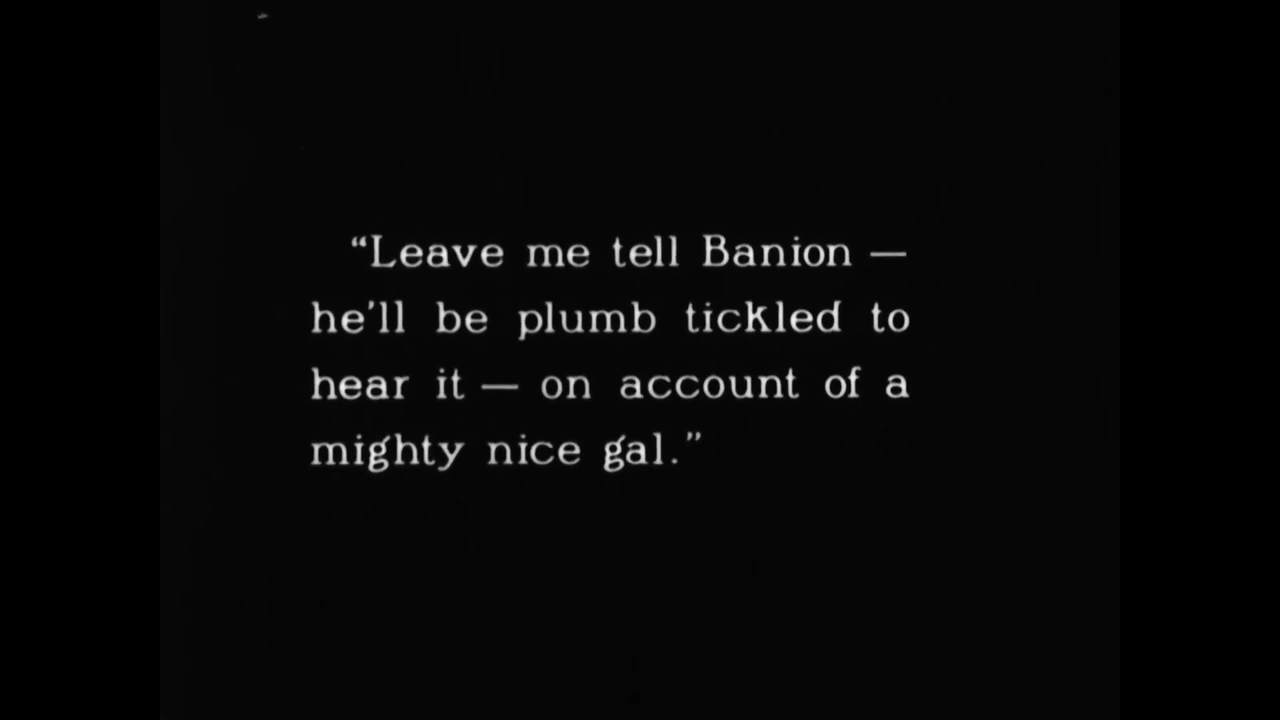 “Leave me tell Banion —
he'll be plumb tickled to
hear it — on account of a
mighty nice gal.”